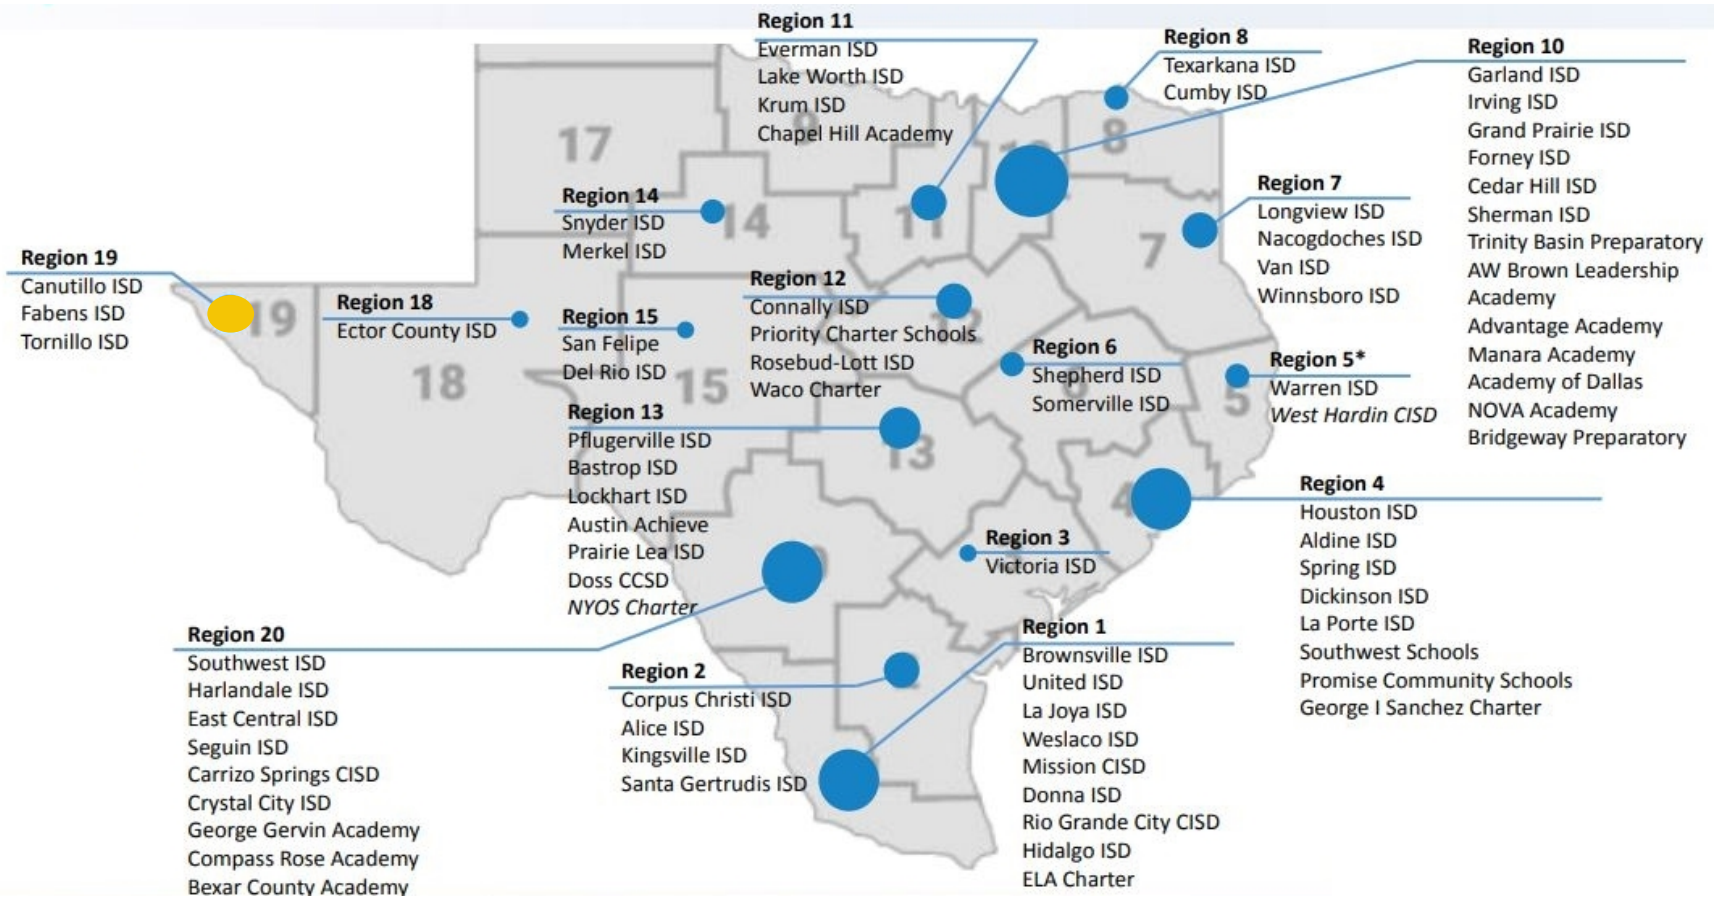 Region 11
Everman ISD
Lake Worth ISD
Krum ISD
Chapel Hill Academy
Region 8
Texarkana ISD
Cumby ISD
Region 10
Garland ISD
Irving ISD
Grand Prairie ISD
Forney ISD
Cedar Hill ISD
Sherman ISD
Trinity Basin Preparatory
AW Brown Leadership
Academy
Advantage Academy
Manara Academy
Academy of Dallas
NOVA Academy
Bridgeway Preparatory
Region 14
Snyder ISD
Merkel ISD
Region 7
Longview ISD
Nacogdoches ISD
Van ISD
Winnsboro ISD
Region 19
Canutillo ISD
Fabens ISD
Tornillo ISD
Region 18
Ector County ISD
Region 15
San Felipe
Del Rio ISD
Region 12
Connally ISD
Priority Charter Schools
Rosebud-Lott ISD
Waco Charter
Region 6
Shepherd ISD
Somerville ISD
Region 5*
Warren ISD
West Hardin CISD
Region 13
Pflugerville ISD
Bastrop ISD
Lockhart ISD
Austin Achieve
Prairie Lea ISD
Doss CCSD
NYOS Charter
Region 4
Houston ISD
Aldine ISD
Spring ISD
Dickinson ISD
La Porte ISD
Southwest Schools
Promise Community Schools
George I Sanchez Charter
Region 3
Victoria ISD
Region 20
Southwest ISD
Harlandale ISD
East Central ISD
Seguin ISD
Carrizo Springs CISD
Crystal City ISD
George Gervin Academy
Compass Rose Academy
Bexar County Academy
Region 2
Corpus Christi ISD
Alice ISD
Kingsville ISD
Santa Gertrudis ISD
Region 1
Brownsville ISD
United ISD
La Joya ISD
Weslaco ISD
Mission CISD
Donna ISD
Rio Grande City CISD
Hidalgo ISD
ELA Charter
17
9
8
14
11
7
19
18
15
12
6
5
13
4